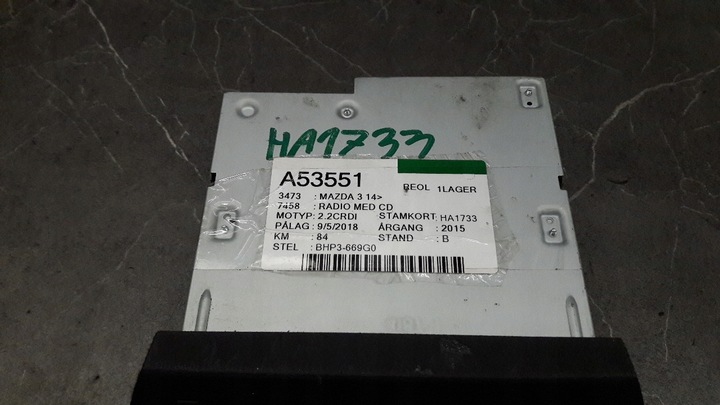 HA1733
A53551
REOL 1LAGER
3473 : MAZDA 3 14>
7458 : RADIO MED CD
MOTYP: 2.2CRDI STAMKORT: HA1733
PÅLAG : 9/5/2018 ÅRGANG : 2015
KM : 84 STAND : B
STEL : BHP3-669G0